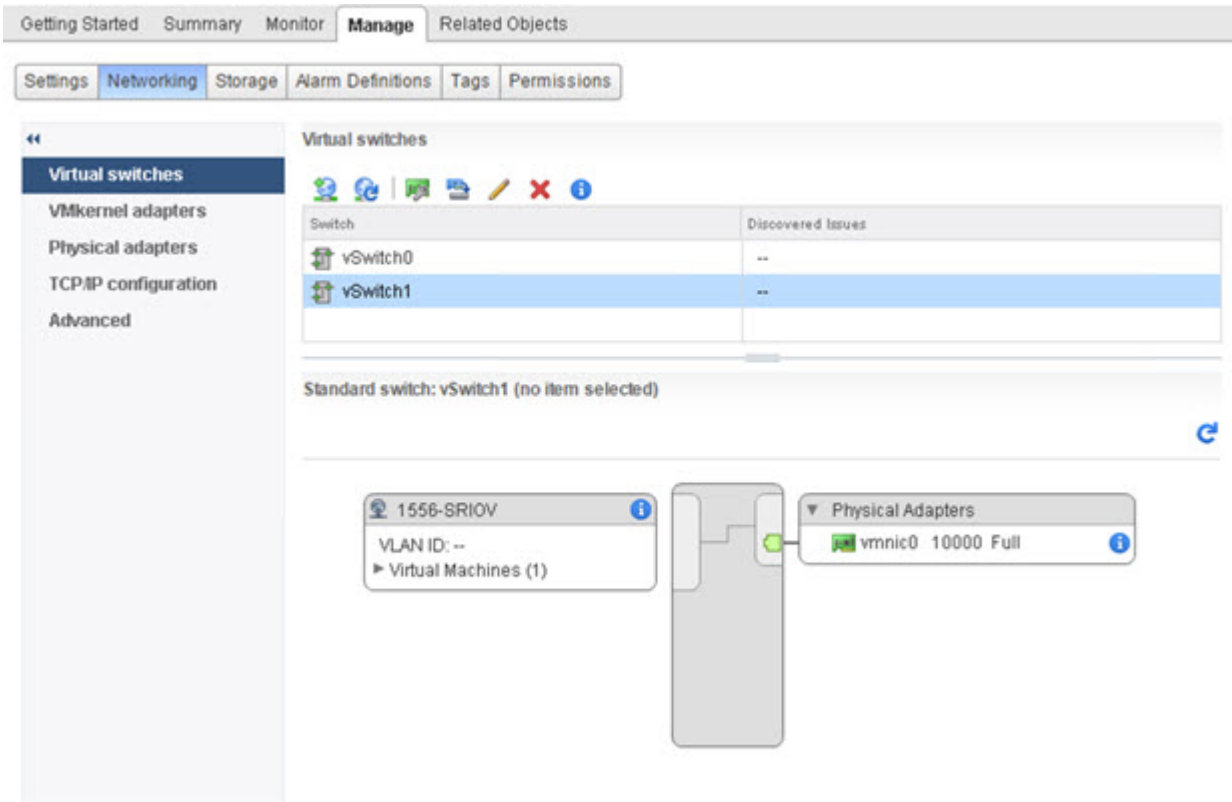 Getting Started Summary Monitor Manage Related Objects
Settings Networking Storage Alarm Definitions Tags Permissions
Virtual switches
VMkernel adapters
Physical adapters
TCP/IP configuration
Advanced
Virtual switches
Switch Discovered Issues
vSwitch0 --
vSwitch1 --
Standard switch: vSwitch1 (no item selected)
1556-SRIOV
VLAN ID: --
Virtual Machines (1)
Physical Adapters
vmnic0 10000 Full